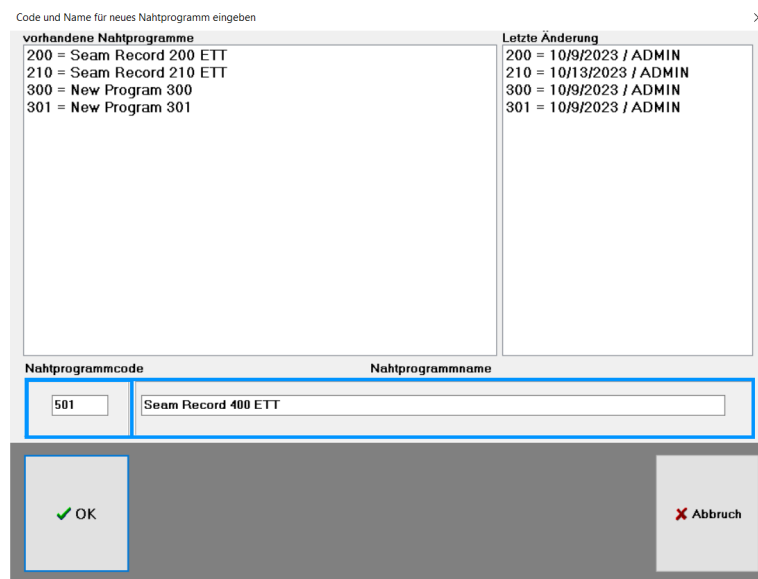 Code und Name für neues Nahtprogramm eingeben
vorhandene Nahtprogramme
200 = Seam Record 200 ETT
210 = Seam Record 210 ETT
300 = New Program 300
301 = New Program 301
Letzte Änderung
200 = 10/9/2023 / ADMIN
210 = 10/13/2023 / ADMIN
300 = 10/9/2023 / ADMIN
301 = 10/9/2023 / ADMIN
Nahtprogrammcode
Nahtprogrammname
501
Seam Record 400 ETT
OK
Abbruch